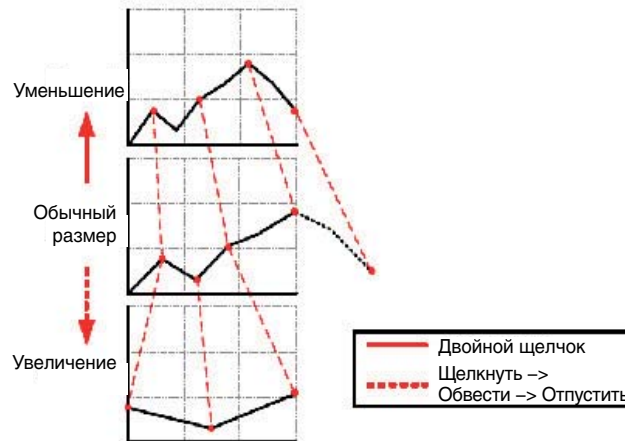 Уменьшение
Обычный
размер
Увеличение
Двойной щелчок
Щелкнуть –>
Обвести –> Отпустить